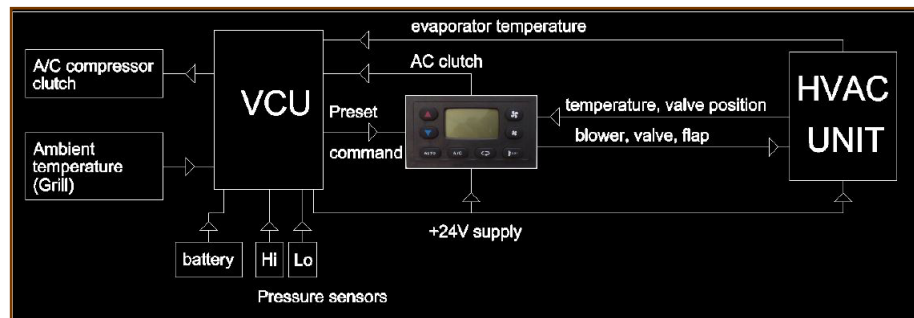 evaporator temperature
A/C compressor
clutch
AC clutch
VCU
HVAC
UNIT
Preset
command
temperature, valve position
blower, valve, flap
Ambient
temperature
(Grill)
AUTO
A/C
+24V supply
battery
Hi
Lo
Pressure sensors